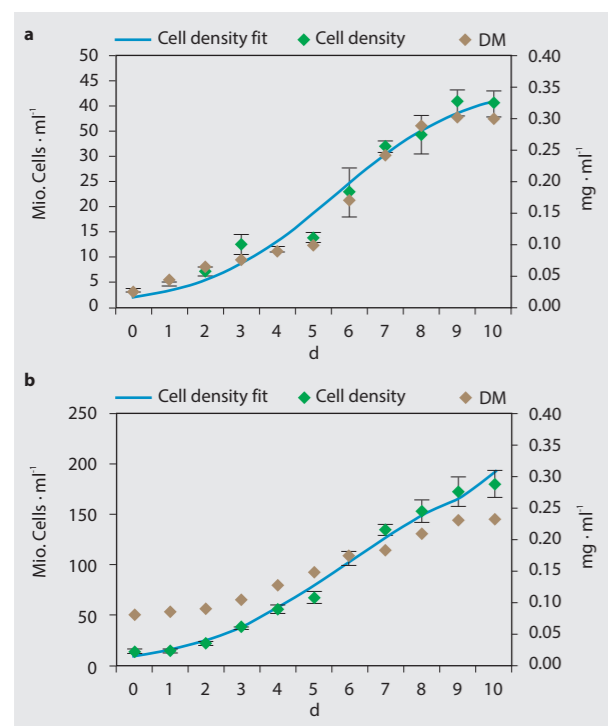 a
Cell density fit
Cell density
DM
Mio. Cells · ml⁻¹
50
45
40
50
30
25
20
15
10
5
0
0.40
0.35
0.30
0.25
0.20
0.15
0.10
0.05
0.00
mg · ml⁻¹
0 1 2 3 4 5 6 7 8 9 10
d
b
Cell density fit
Cell density
DM
Mio. Cells · ml⁻¹
250
200
150
100
50
0
0.40
0.35
0.30
0.25
0.20
0.15
0.10
0.05
0.00
mg · ml⁻¹
0 1 2 3 4 5 6 7 8 9 10
d